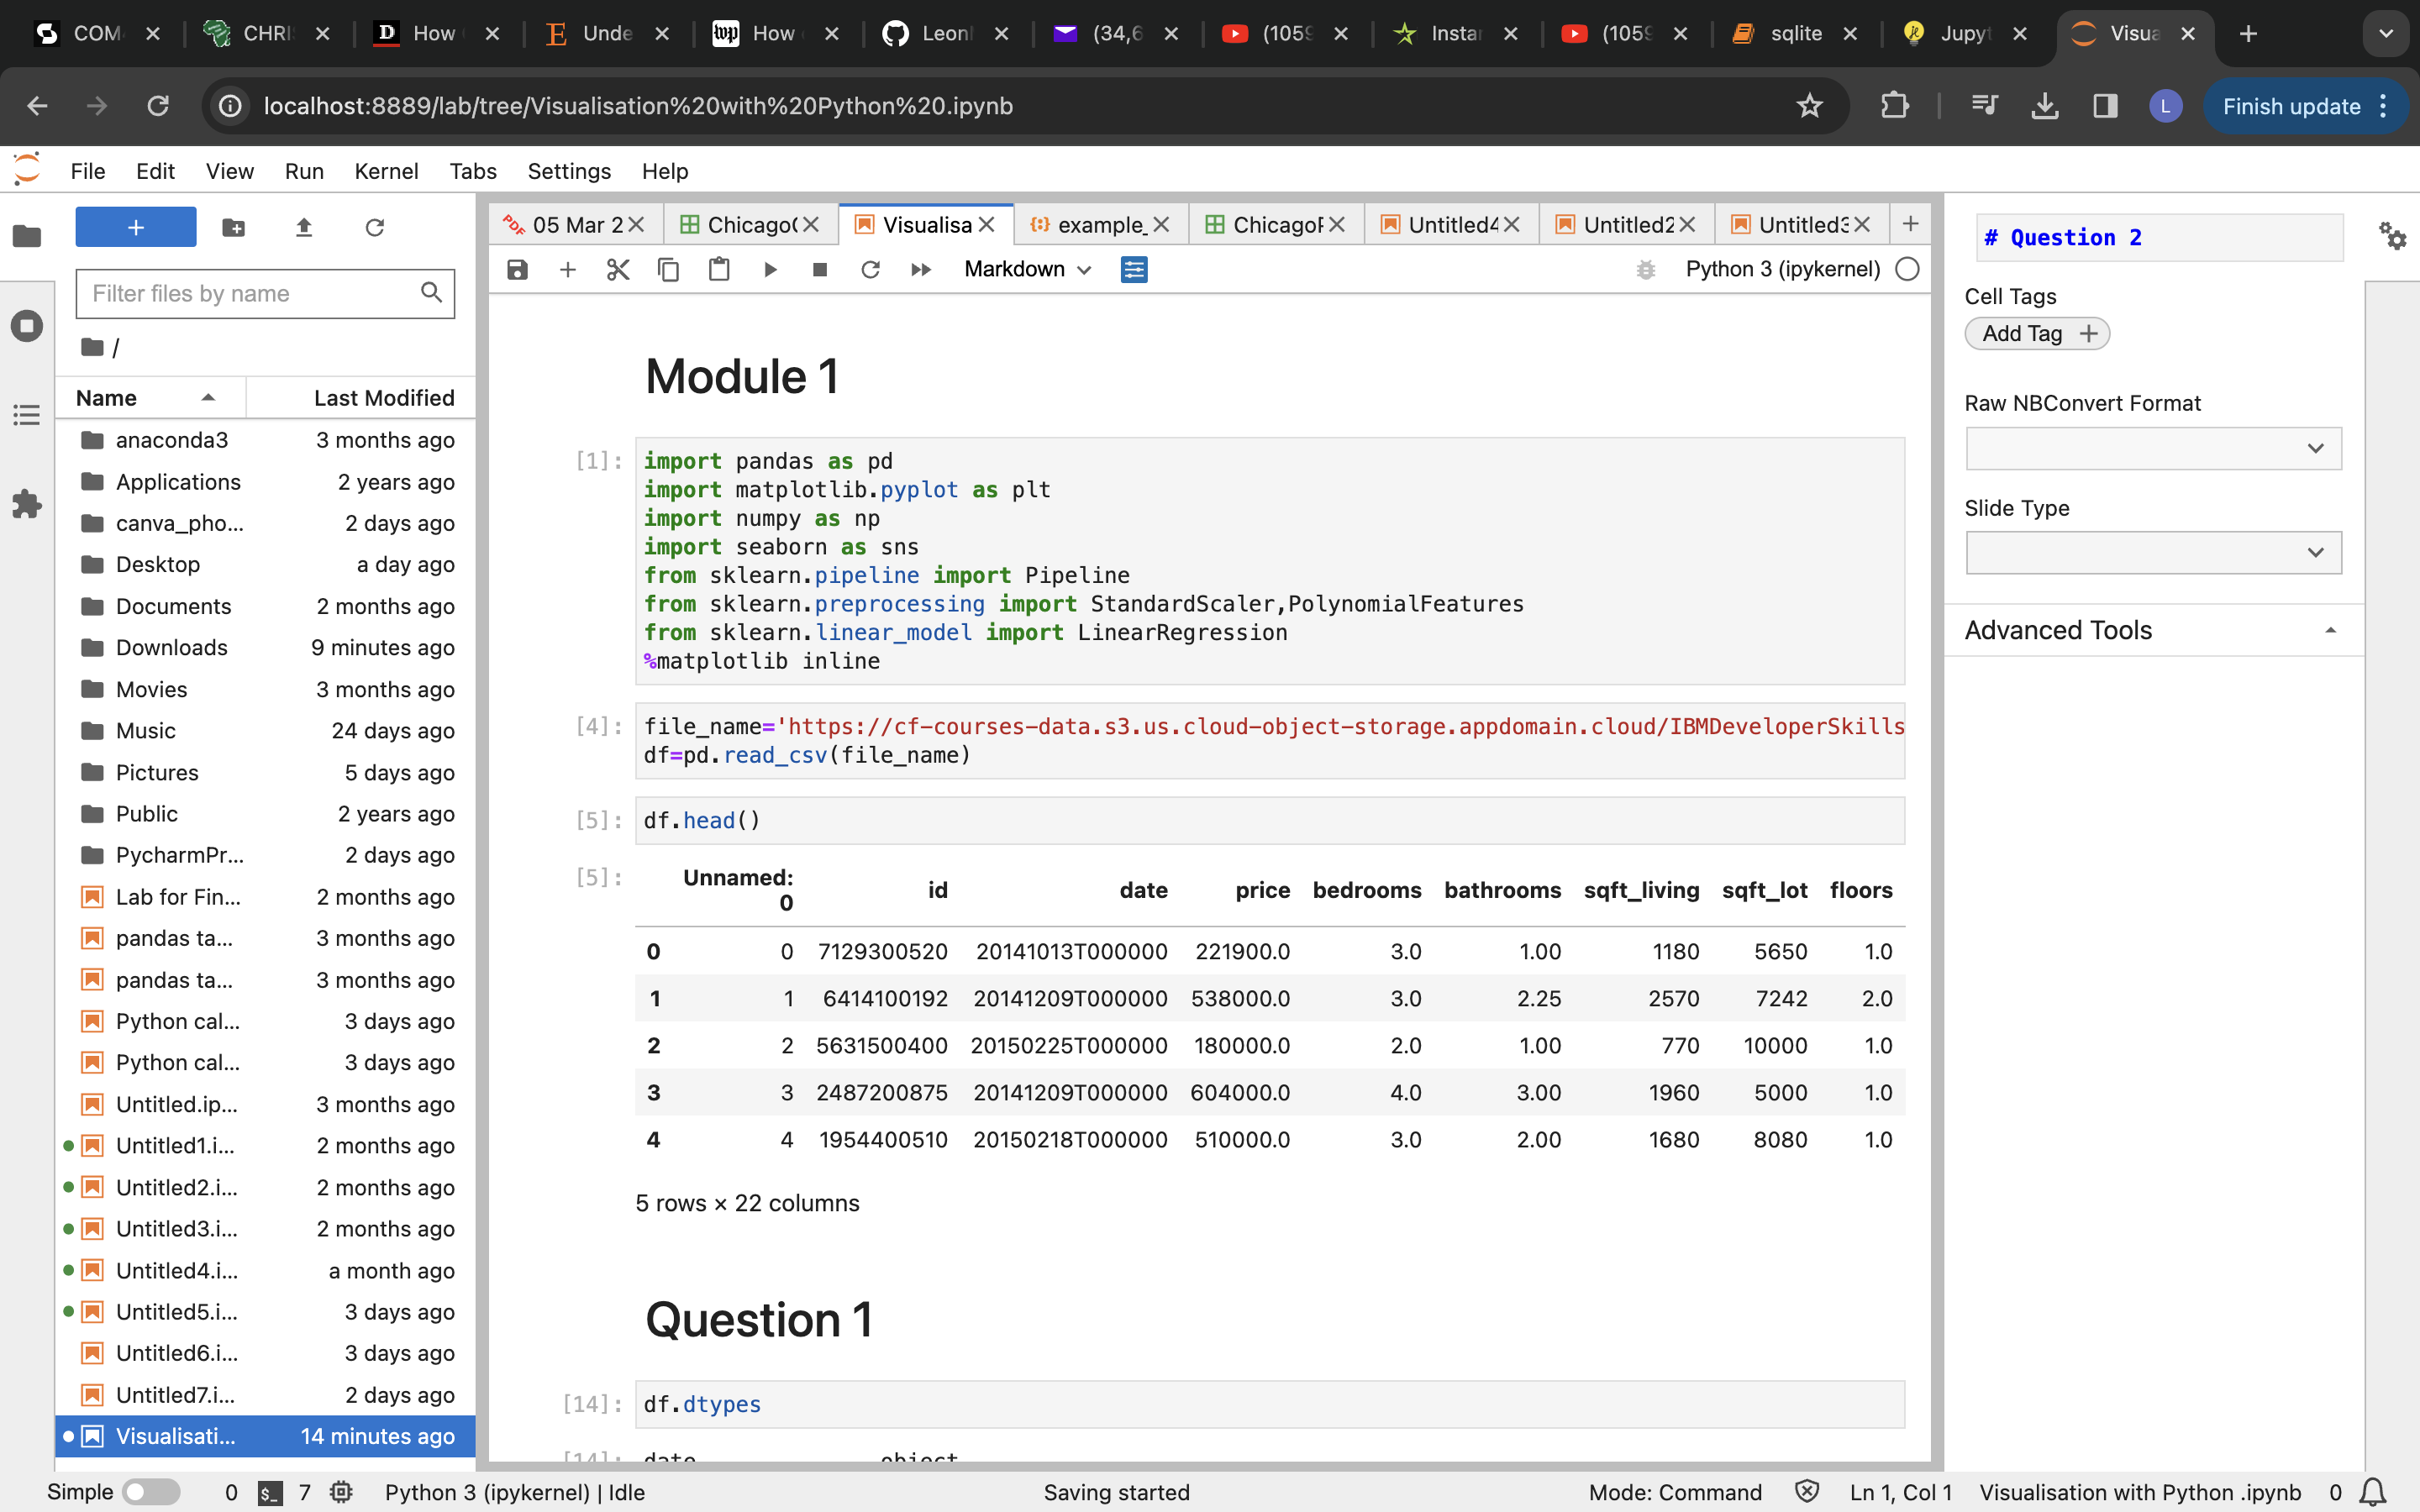 COM
CHRI
How
Unde
How
Leonl
(34,6
(1059
Instar
(1059
sqlite
Jupyt
Visua
localhost:8889/lab/tree/Visualisation%20with%20Python%20.ipynb
L
Finish update
File Edit View Run Kernel Tabs Settings Help
05 Mar 2
Chicago
Visualisa
example_
Chicago
Untitled4
Untitled2
Untitled3
Markdown
Python 3 (ipykernel)
Filter files by name
/
Name Last Modified
anaconda3 3 months ago
Applications 2 years ago
canva_pho... 2 days ago
Desktop a day ago
Documents 2 months ago
Downloads 9 minutes ago
Movies 3 months ago
Music 24 days ago
Pictures 5 days ago
Public 2 years ago
PycharmPr... 2 days ago
Lab for Fin... 2 months ago
pandas ta... 3 months ago
pandas ta... 3 months ago
Python cal... 3 days ago
Python cal... 3 days ago
Untitled.ip... 3 months ago
Untitled1.i... 2 months ago
Untitled2.i... 2 months ago
Untitled3.i... 2 months ago
Untitled4.i... a month ago
Untitled5.i... 3 days ago
Untitled6.i... 3 days ago
Untitled7.i... 2 days ago
Visualisati... 14 minutes ago
Module 1
[1]: import pandas as pd
import matplotlib.pyplot as plt
import numpy as np
import seaborn as sns
from sklearn.pipeline import Pipeline
from sklearn.preprocessing import StandardScaler,PolynomialFeatures
from sklearn.linear_model import LinearRegression
%matplotlib inline
[4]: file_name='https://cf-courses-data.s3.us.cloud-object-storage.appdomain.cloud/IBMDeveloperSkills
df=pd.read_csv(file_name)
[5]: df.head()
[5]: Unnamed: 0 id date price bedrooms bathrooms sqft_living sqft_lot floors
0 0 7129300520 20141013T000000 221900.0 3.0 1.00 1180 5650 1.0
1 1 6414100192 20141209T000000 538000.0 3.0 2.25 2570 7242 2.0
2 2 5631500400 20150225T000000 180000.0 2.0 1.00 770 10000 1.0
3 3 2487200875 20141209T000000 604000.0 4.0 3.00 1960 5000 1.0
4 4 1954400510 20150218T000000 510000.0 3.0 2.00 1680 8080 1.0
5 rows × 22 columns
Question 1
[14]: df.dtypes
[14]: date object
# Question 2
Cell Tags
Add Tag +
Raw NBConvert Format
Slide Type
Advanced Tools
Simple 0 $_ 7 Python 3 (ipykernel) | Idle Saving started Mode: Command Ln 1, Col 1 Visualisation with Python .ipynb 0